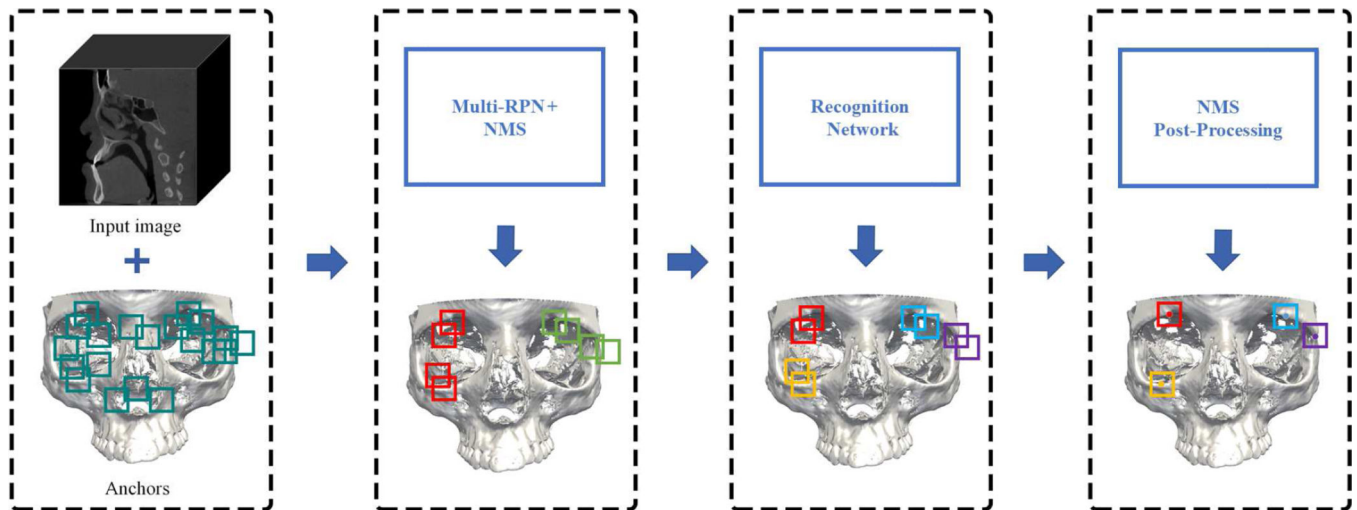 Input image
+
Anchors
Multi-RPN+
NMS
Recognition
Network
NMS
Post-Processing